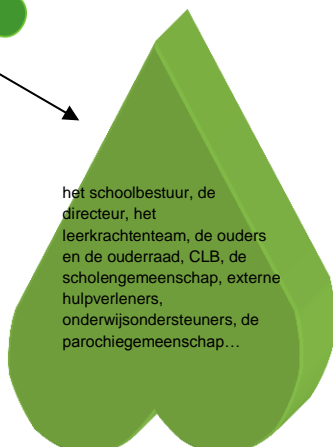 het schoolbestuur, de
directeur, het
leerkrachtenteam, de ouders
en de ouderraad, CLB, de
scholengemeenschap, externe
hulpverleners,
onderwijsondersteuners, de
parochiegemeenschap…